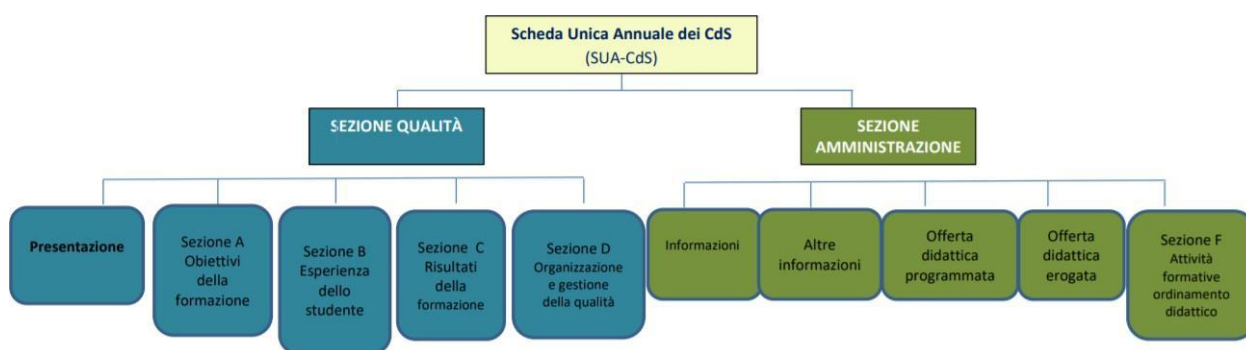 Scheda Unica Annuale dei CdS
(SUA-CdS)
SEZIONE QUALITÀ
SEZIONE
AMMINISTRAZIONE
Presentazione
Sezione A
Obiettivi
della
formazione
Sezione B
Esperienza
dello
studente
Sezione C
Risultati
della
formazione
Sezione D
Organizzazione
e gestione
della qualità
Informazioni
Altre
informazioni
Offerta
didattica
programmata
Offerta
didattica
erogata
Sezione F
Attività
formative
ordinamento
didattico